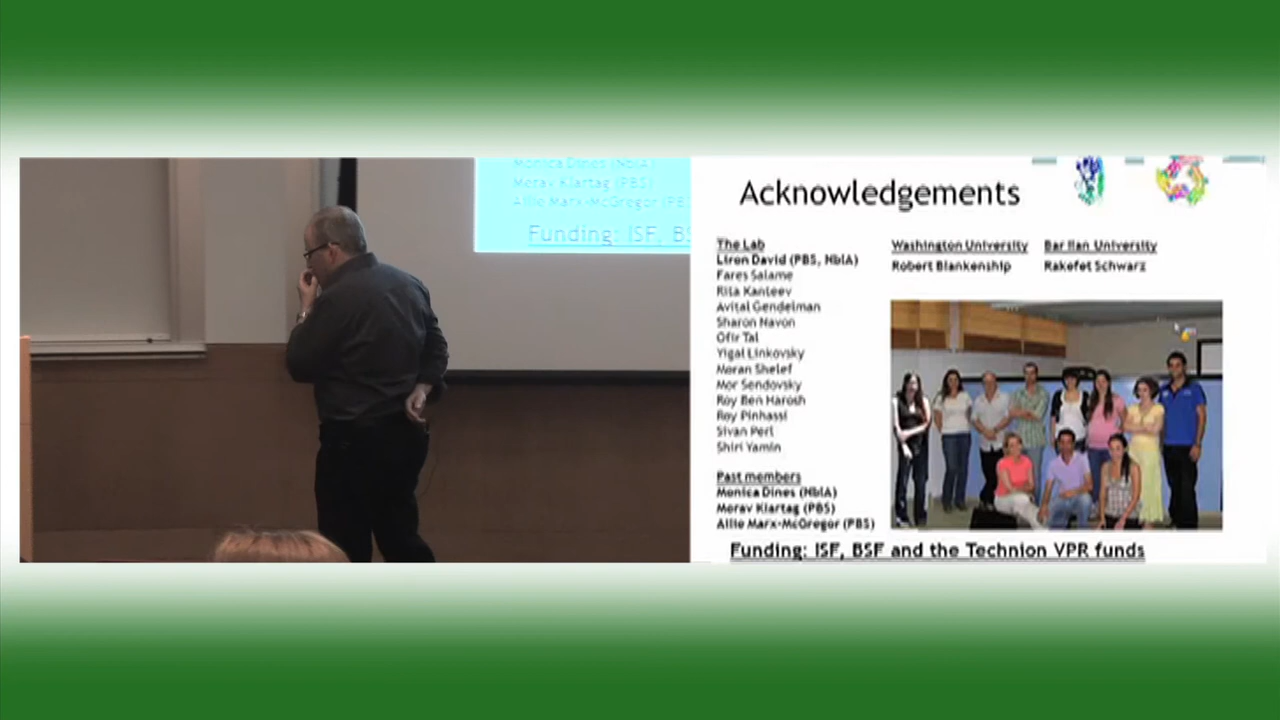 Monica Dines (NblA)
Merav Klartag (PBS)
Ailie Marx-McGregor (PB
Funding: ISF, BS
Acknowledgements
The Lab
Liron David (PBS, NblA)
Fares Salame
Rita Kanteev
Avital Gendelman
Sharon Navon
Ofir Tal
Yigal Linkovsky
Moran Shelef
Mor Sendovsky
Roy Ben Harosh
Roy Pinhassi
Sivan Perl
Shiri Yamin
Past members
Monica Dines (NblA)
Merav Klartag (PBS)
Ailie Marx-McGregor (PBS)
Washington University
Robert Blankenship
Bar Ilan University
Rakefet Schwarz
Funding: ISF, BSF and the Technion VPR funds